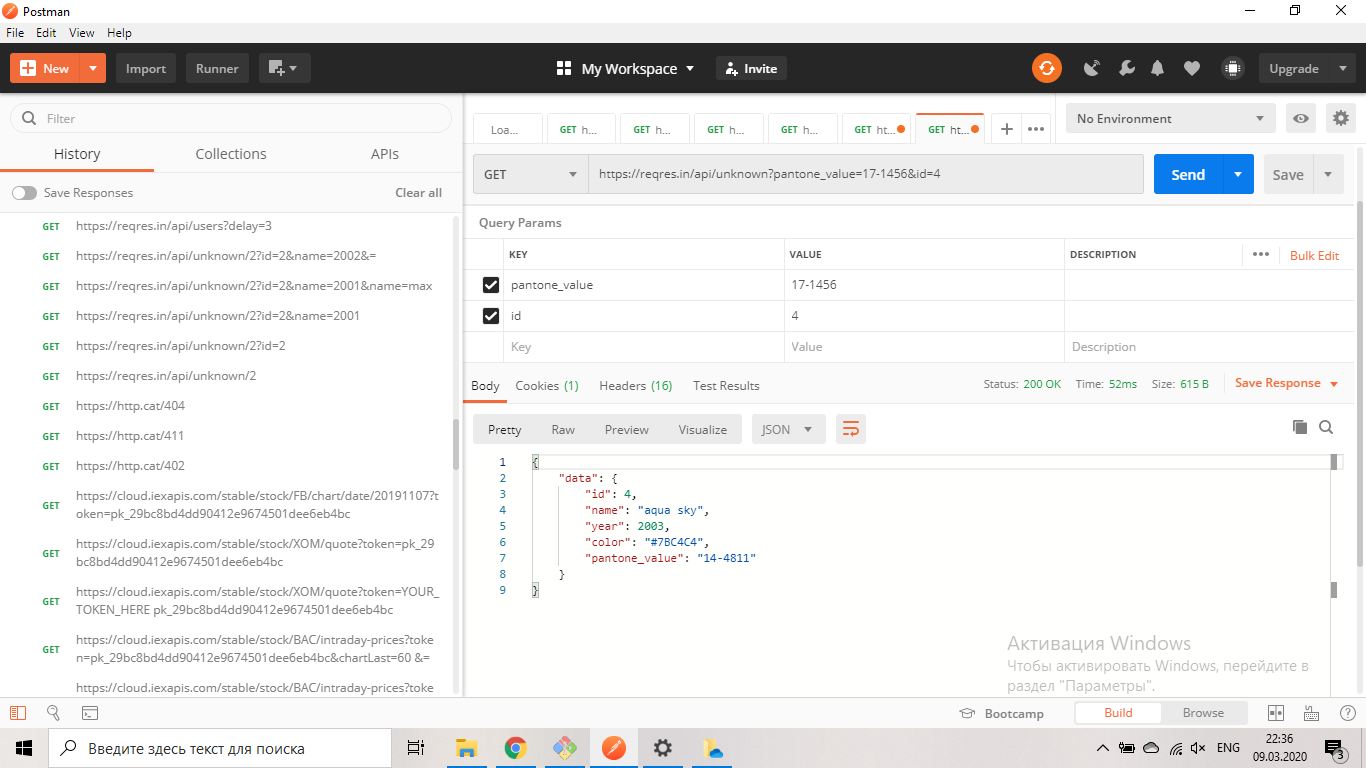 Postman
File Edit View Help
New Import Runner My Workspace Invite Upgrade
Filter
History Collections APIs
Save Responses Clear all
GET https://reqres.in/api/users?delay=3
GET https://reqres.in/api/unknown/2?id=2&name=2002&=
GET https://reqres.in/api/unknown/2?id=2&name=2001&name=max
GET https://reqres.in/api/unknown/2?id=2&name=2001
GET https://reqres.in/api/unknown/2?id=2
GET https://reqres.in/api/unknown/2
GET https://http.cat/404
GET https://http.cat/411
GET https://http.cat/402
GET https://cloud.iexapis.com/stable/stock/FB/chart/date/20191107?t
oken=pk_29bc8bd4dd90412e9674501dee6eb4bc
GET https://cloud.iexapis.com/stable/stock/XOM/quote?token=pk_29
bc8bd4dd90412e9674501dee6eb4bc
GET https://cloud.iexapis.com/stable/stock/XOM/quote?token=YOUR_
TOKEN_HERE pk_29bc8bd4dd90412e9674501dee6eb4bc
GET https://cloud.iexapis.com/stable/stock/BAC/intraday-prices?toke
n=pk_29bc8bd4dd90412e9674501dee6eb4bc&chartLast=60 &=
https://cloud.iexapis.com/stable/stock/BAC/intraday-prices?toke
Loa... GET h... GET h... GET h... GET h... GET ht... GET ht... No Environment
GET https://reqres.in/api/unknown?pantone_value=17-1456&id=4 Send Save
Query Params
KEY VALUE DESCRIPTION Bulk Edit
pantone_value 17-1456
id 4
Key Value Description
Body Cookies (1) Headers (16) Test Results Status: 200 OK Time: 52ms Size: 615 B Save Response
Pretty Raw Preview Visualize JSON
1 {
2 "data": {
3 "id": 4,
4 "name": "aqua sky",
5 "year": 2003,
6 "color": "#7BC4C4",
7 "pantone_value": "14-4811"
8 }
9 }
Активация Windows
Чтобы активировать Windows, перейдите в
раздел "Параметры".
Bootcamp Build Browse
Введите здесь текст для поиска
ENG 22:36
09.03.2020
3